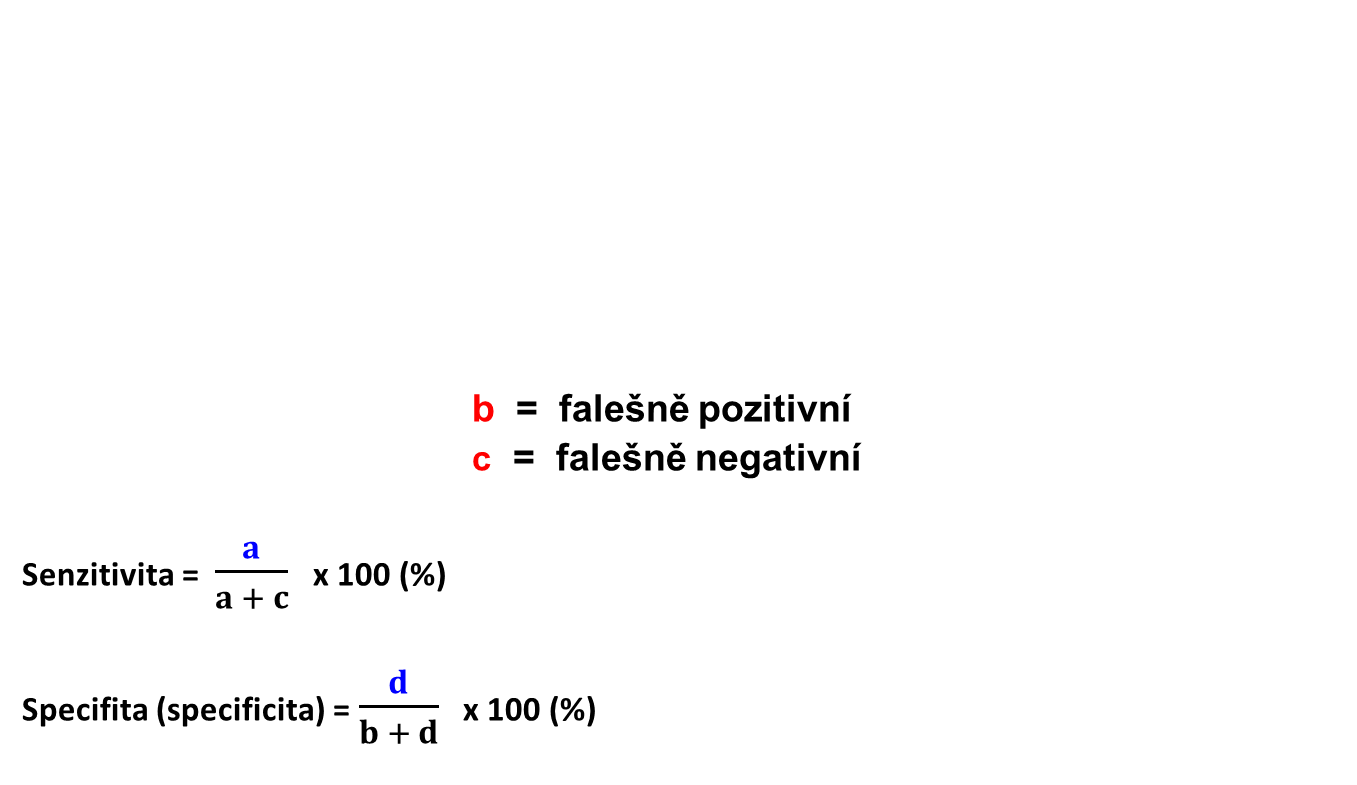 b = falešně pozitivní
c = falešně negativní
Senzitivita = a / a + c x 100 (%)
Specifita (specificita) = d / b + d x 100 (%)